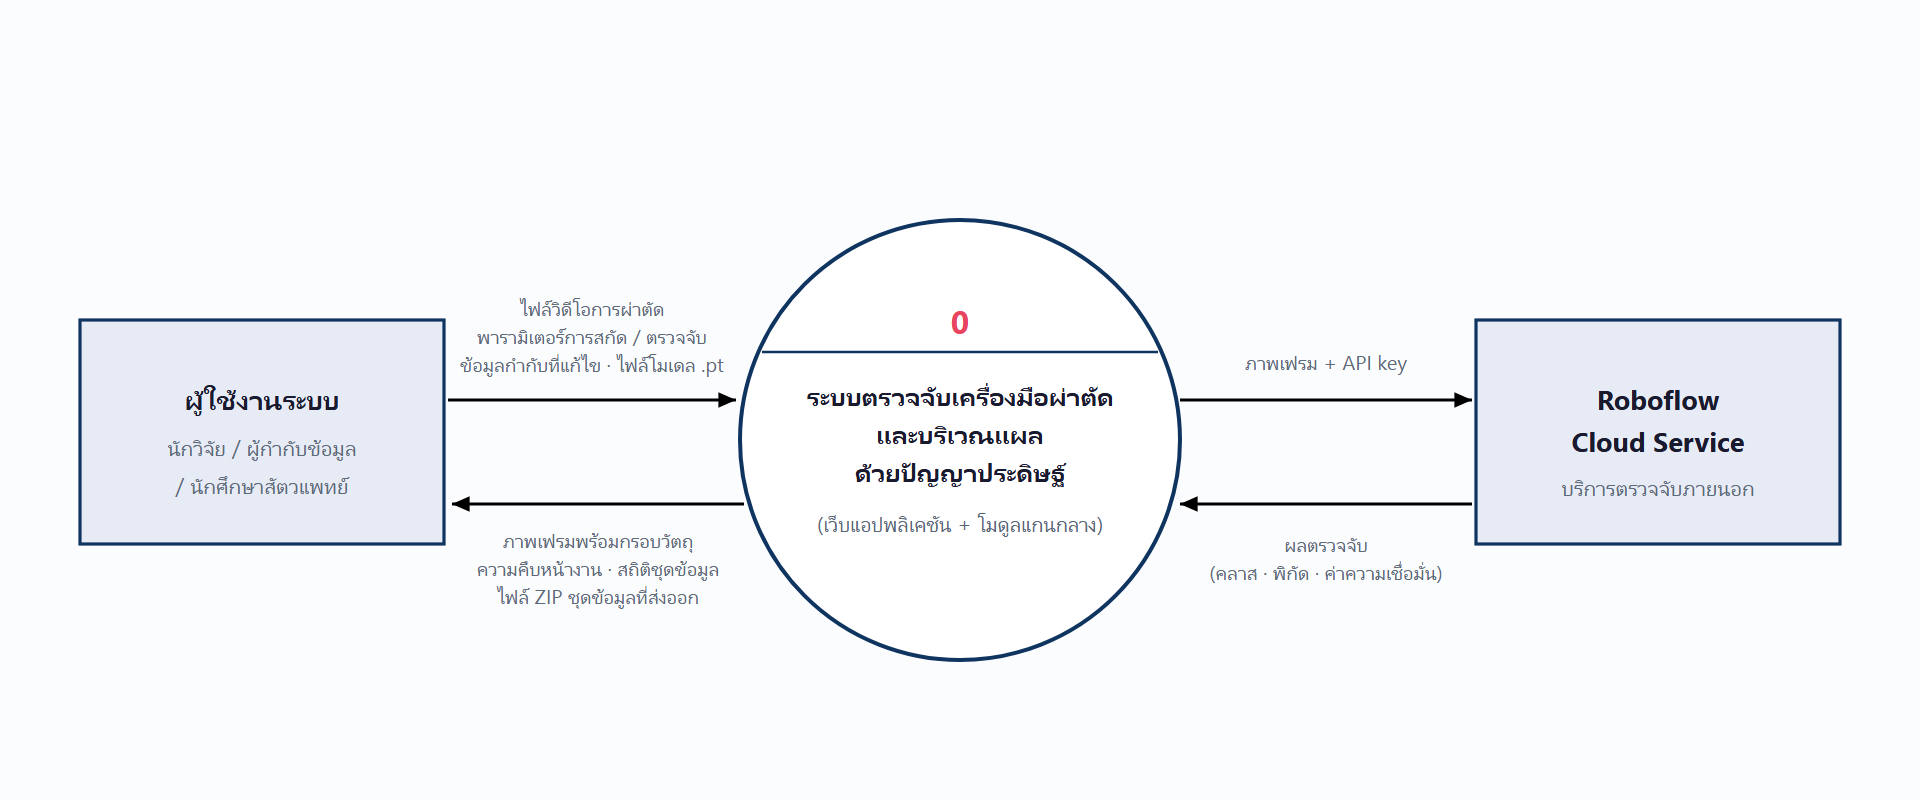 ผู้ใช้งานระบบ
นักวิจัย / ผู้กำกับข้อมูล
/ นักศึกษาสัตวแพทย์
ไฟล์วิดีโอการผ่าตัด
พารามิเตอร์การสกัด / ตรวจจับ
ข้อมูลกำกับที่แก้ไข · ไฟล์โมเดล .pt
ภาพเฟรมพร้อมกรอบวัตถุ
ความคืบหน้างาน · สถิติชุดข้อมูล
ไฟล์ ZIP ชุดข้อมูลที่ส่งออก
0
ระบบตรวจจับเครื่องมือผ่าตัด
และบริเวณแผล
ด้วยปัญญาประดิษฐ์
(เว็บแอปพลิเคชัน + โมดูลแกนกลาง)
ภาพเฟรม + API key
ผลตรวจจับ
(คลาส · พิกัด · ค่าความเชื่อมั่น)
Roboflow
Cloud Service
บริการตรวจจับภายนอก